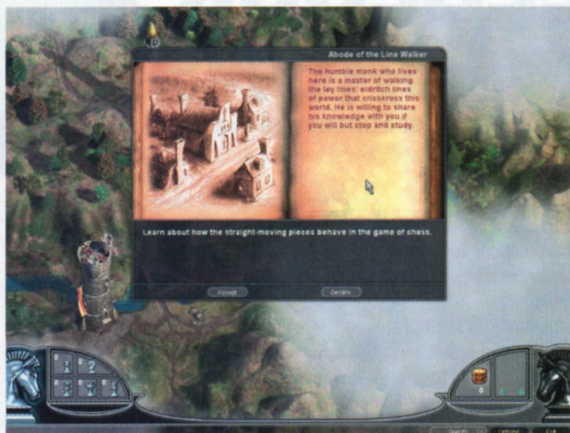 Abode of the Line Walker
The humble monk who lives
here is a master of walking
the ley lines: eldritch lines
of power that crisscross this
world. He is willing to share
his knowledge with you if
you will but stop and study.
Learn about how the straight-moving pieces behave in the game of chess.
Accept
Decline
0